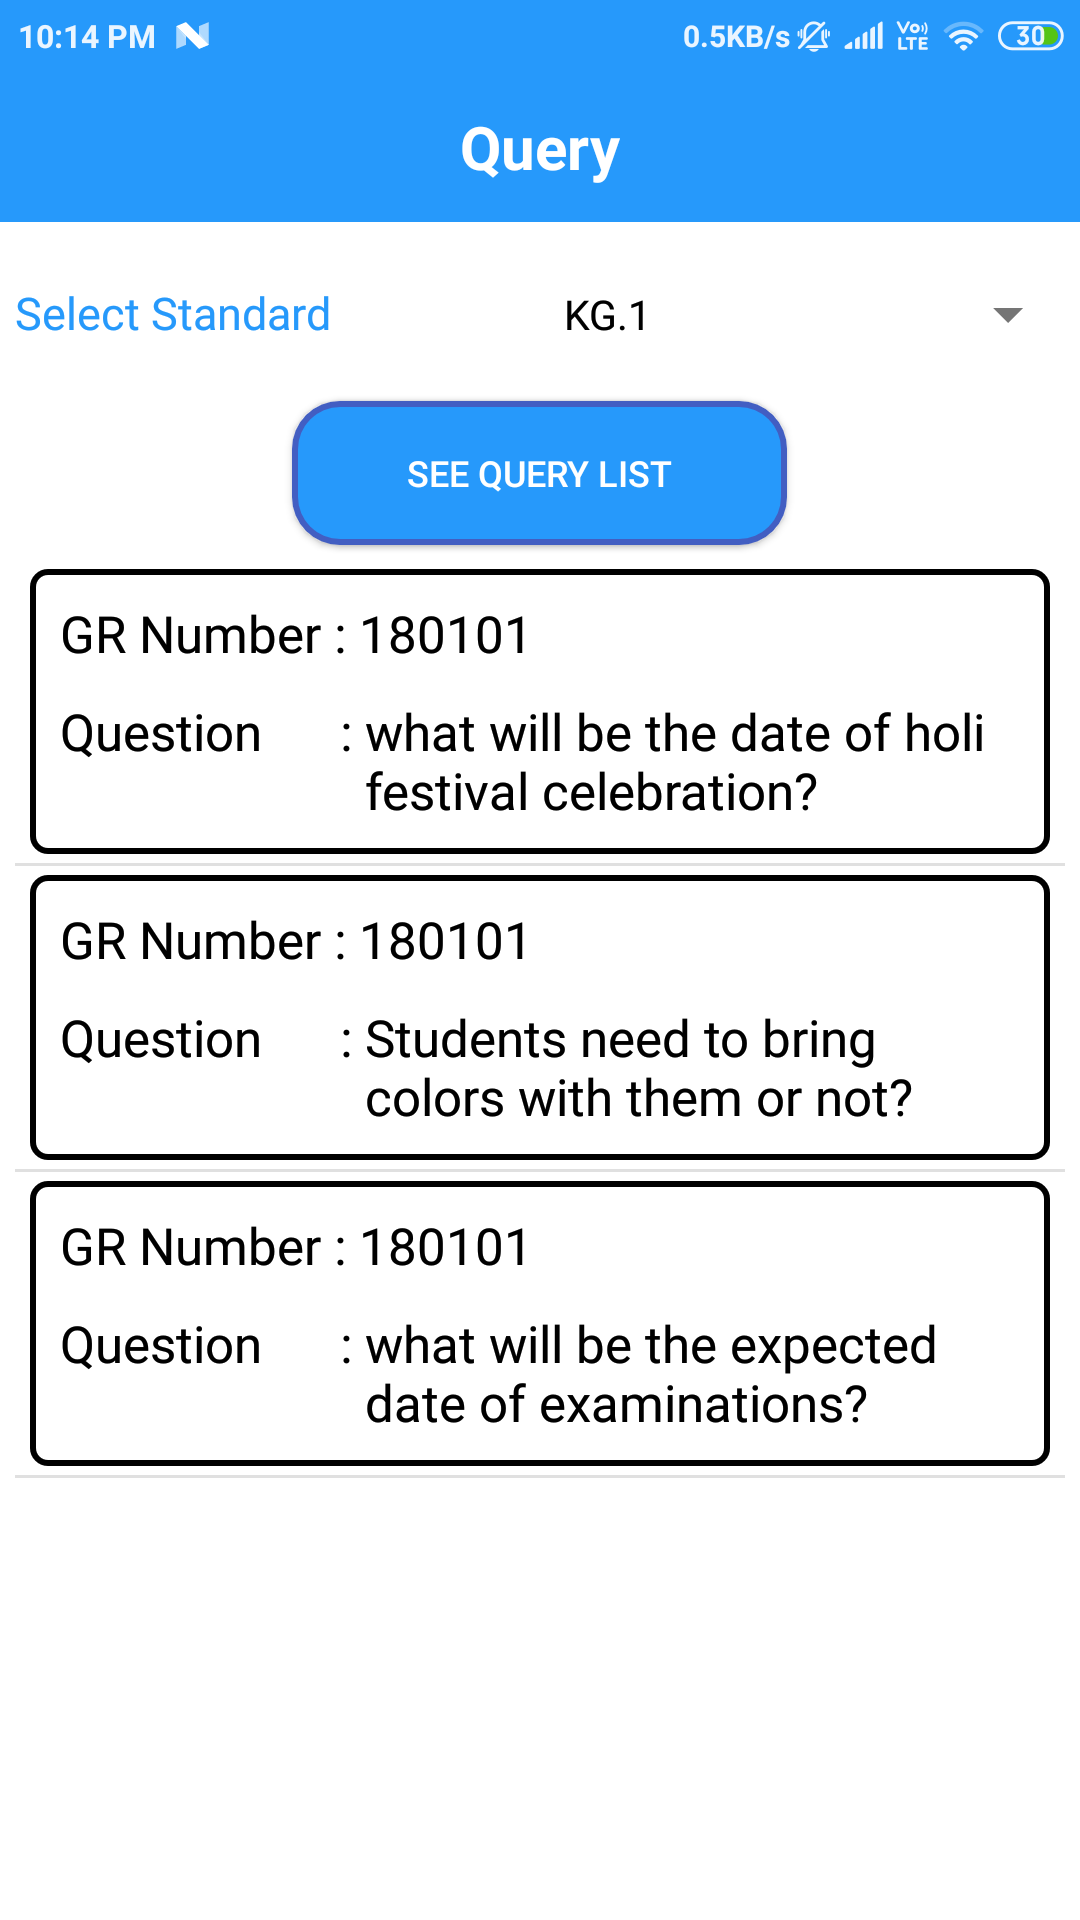 10:14 PM 0.5KB/s VoLTE 30
Query
Select Standard KG.1
SEE QUERY LIST
GR Number : 180101
Question : what will be the date of holi
festival celebration?
GR Number : 180101
Question : Students need to bring
colors with them or not?
GR Number : 180101
Question : what will be the expected
date of examinations?